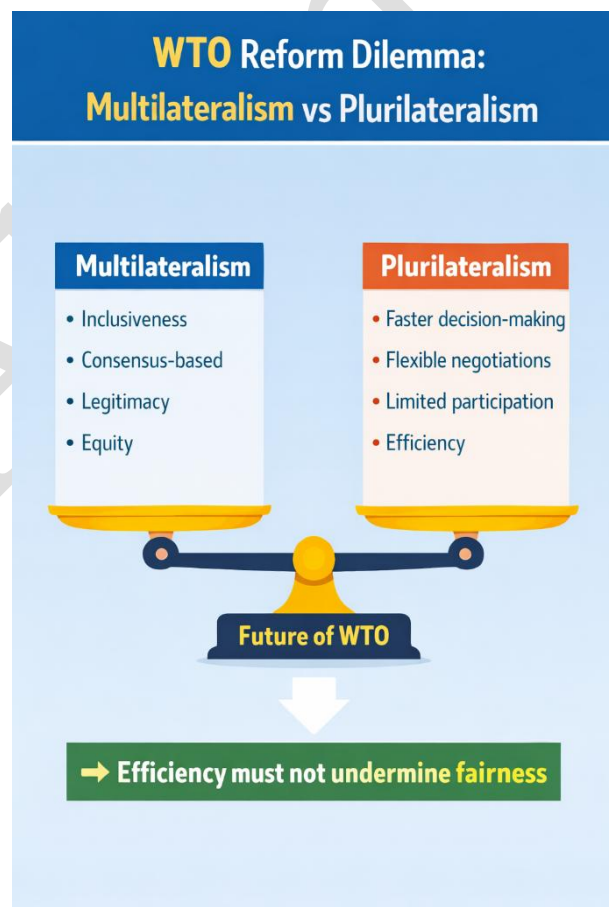 WTO Reform Dilemma:
Multilateralism vs Plurilateralism
Multilateralism
• Inclusiveness
• Consensus-based
• Legitimacy
• Equity
Plurilateralism
• Faster decision-making
• Flexible negotiations
• Limited participation
• Efficiency
Future of WTO
→ Efficiency must not undermine fairness